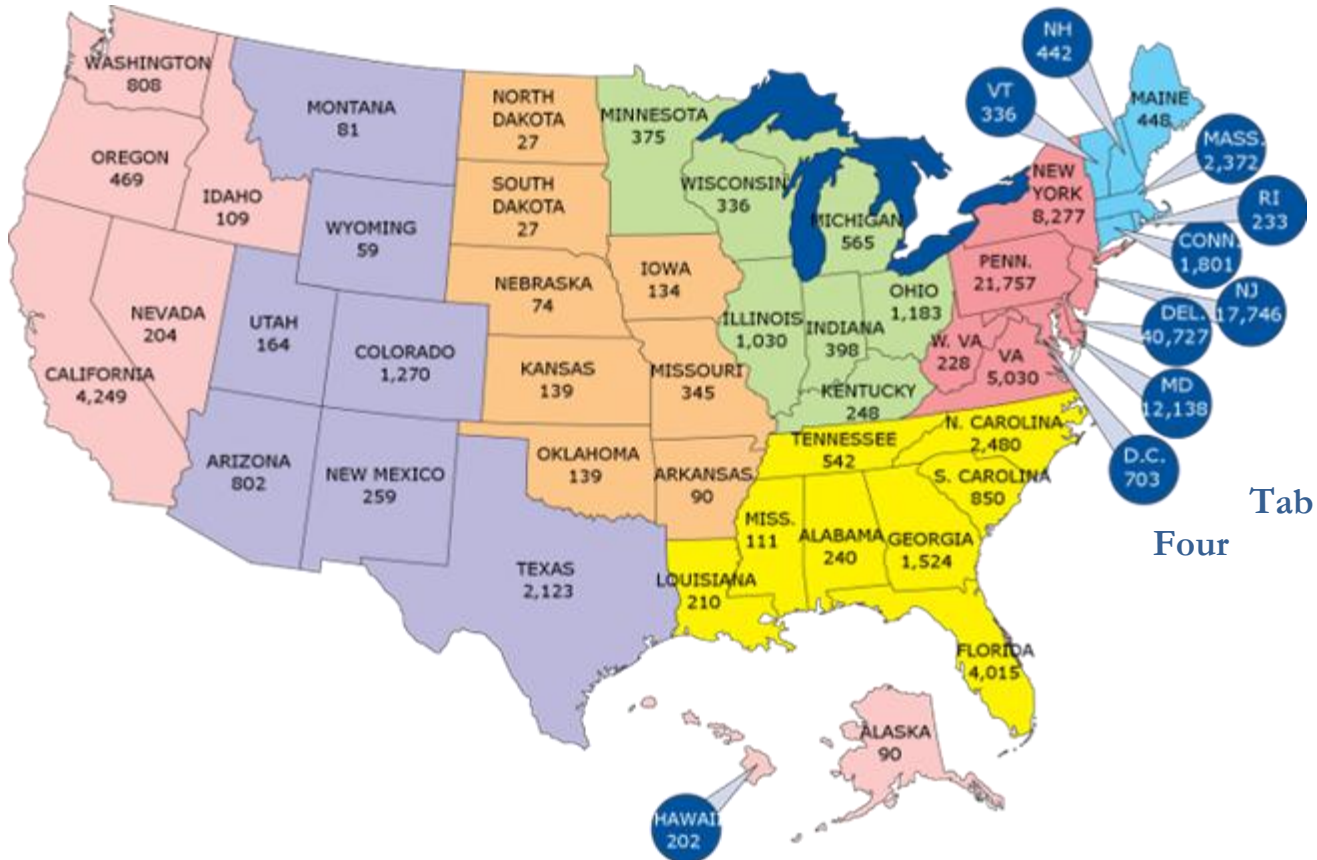 NH
442
WASHINGTON
808
VT
336
MAINE
448
MONTANA
81
NORTH
DAKOTA
27
MINNESOTA
375
MASS.
2,372
OREGON
469
IDAHO
109
SOUTH
DAKOTA
27
WISCONSIN
336
MICHIGAN
565
NEW
YORK
8,277
RI
233
WYOMING
59
CONN.
1,801
NEBRASKA
74
IOWA
134
PENN.
21,757
NJ
17,746
NEVADA
204
UTAH
164
OHIO
1,183
DEL.
40,727
ILLINOIS
1,030
INDIANA
398
COLORADO
1,270
W. VA
228
VA
5,030
CALIFORNIA
4,249
KANSAS
139
MISSOURI
345
MD
12,138
KENTUCKY
248
N. CAROLINA
2,480
TENNESSEE
542
D.C.
703
ARIZONA
802
NEW MEXICO
259
OKLAHOMA
139
ARKANSAS
90
S. CAROLINA
850
Tab
Four
MISS.
111
ALABAMA
240
GEORGIA
1,524
TEXAS
2,123
LOUISIANA
210
FLORIDA
4,015
ALASKA
90
HAWAII
202